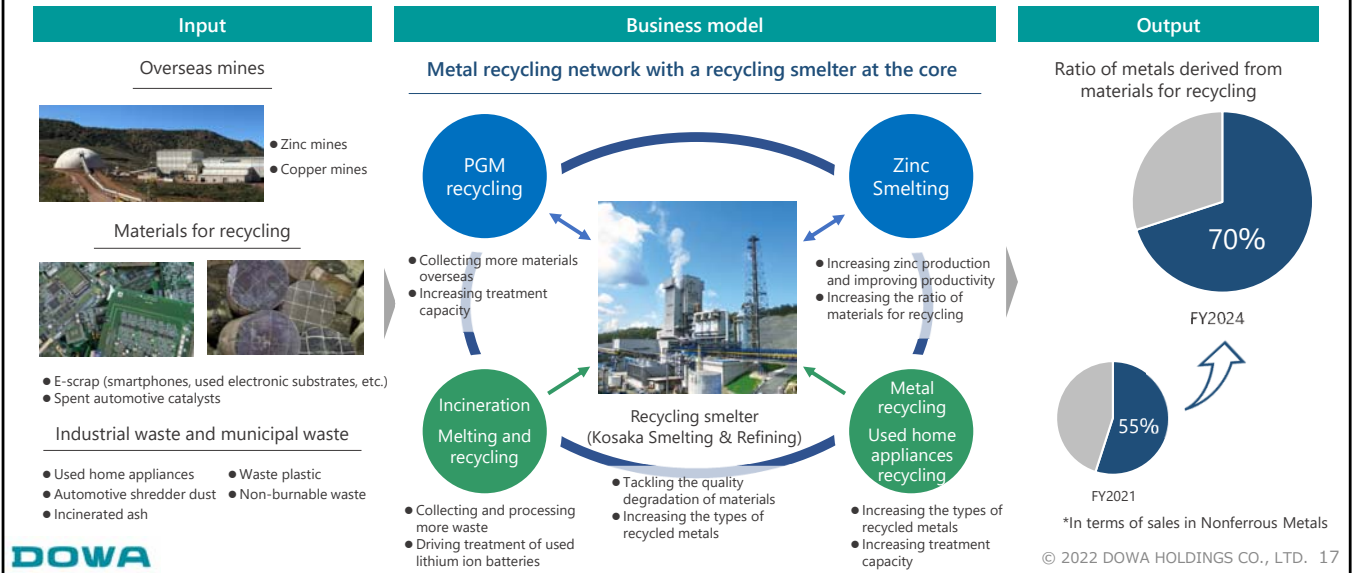 Input
Overseas mines
● Zinc mines
● Copper mines
Materials for recycling
● E-scrap (smartphones, used electronic substrates, etc.)
● Spent automotive catalysts
Industrial waste and municipal waste
● Used home appliances
● Automotive shredder dust
● Incinerated ash
● Waste plastic
● Non-burnable waste
Business model
Metal recycling network with a recycling smelter at the core
PGM
recycling
● Collecting more materials
overseas
● Increasing treatment
capacity
Zinc
Smelting
● Increasing zinc production
and improving productivity
● Increasing the ratio of
materials for recycling
Recycling smelter
(Kosaka Smelting & Refining)
● Tackling the quality
degradation of materials
● Increasing the types of
recycled metals
Incineration
Melting and
recycling
● Collecting and processing
more waste
● Driving treatment of used
lithium ion batteries
Metal
recycling
Used home
appliances
recycling
● Increasing the types of
recycled metals
● Increasing treatment
capacity
Output
Ratio of metals derived from
materials for recycling
70%
FY2024
55%
FY2021
*In terms of sales in Nonferrous Metals
DOWA
© 2022 DOWA HOLDINGS CO., LTD. 17